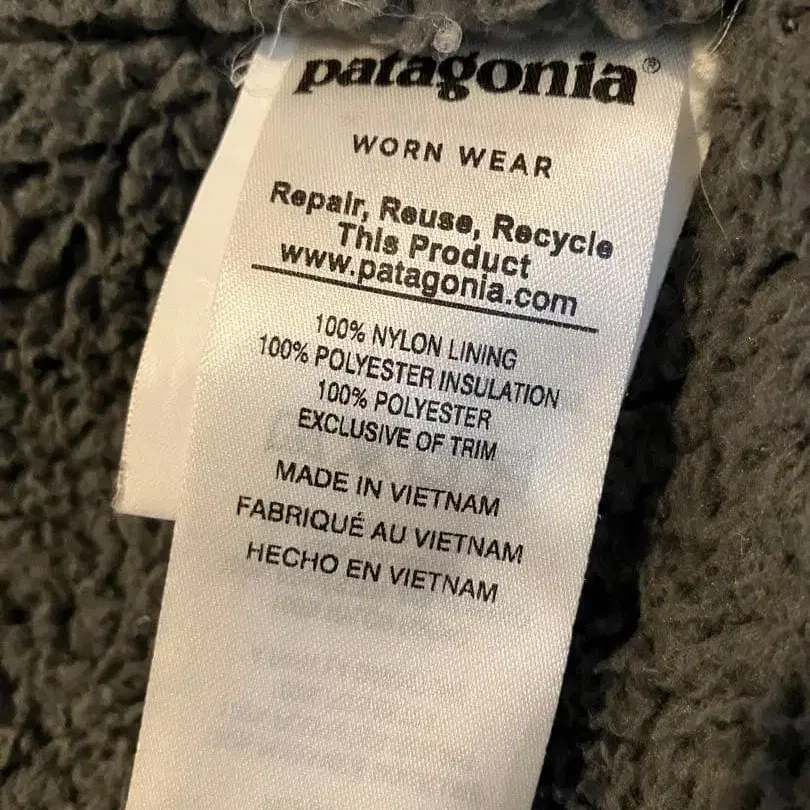 patagonia®
WORN WEAR
Repair, Reuse, Recycle
This Product
www.patagonia.com
100% NYLON LINING
100% POLYESTER INSULATION
100% POLYESTER
EXCLUSIVE OF TRIM
MADE IN VIETNAM
FABRIQUÉ AU VIETNAM
HECHO EN VIETNAM